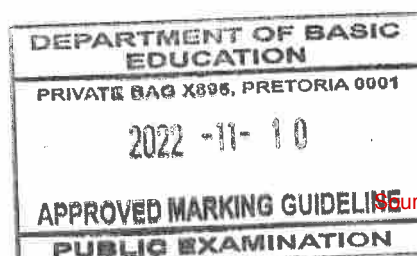 DEPARTMENT OF BASIC
EDUCATION
PRIVATE BAG X895, PRETORIA 0001
2022 -11- 10
APPROVED MARKING GUIDELINE
PUBLIC EXAMINATION